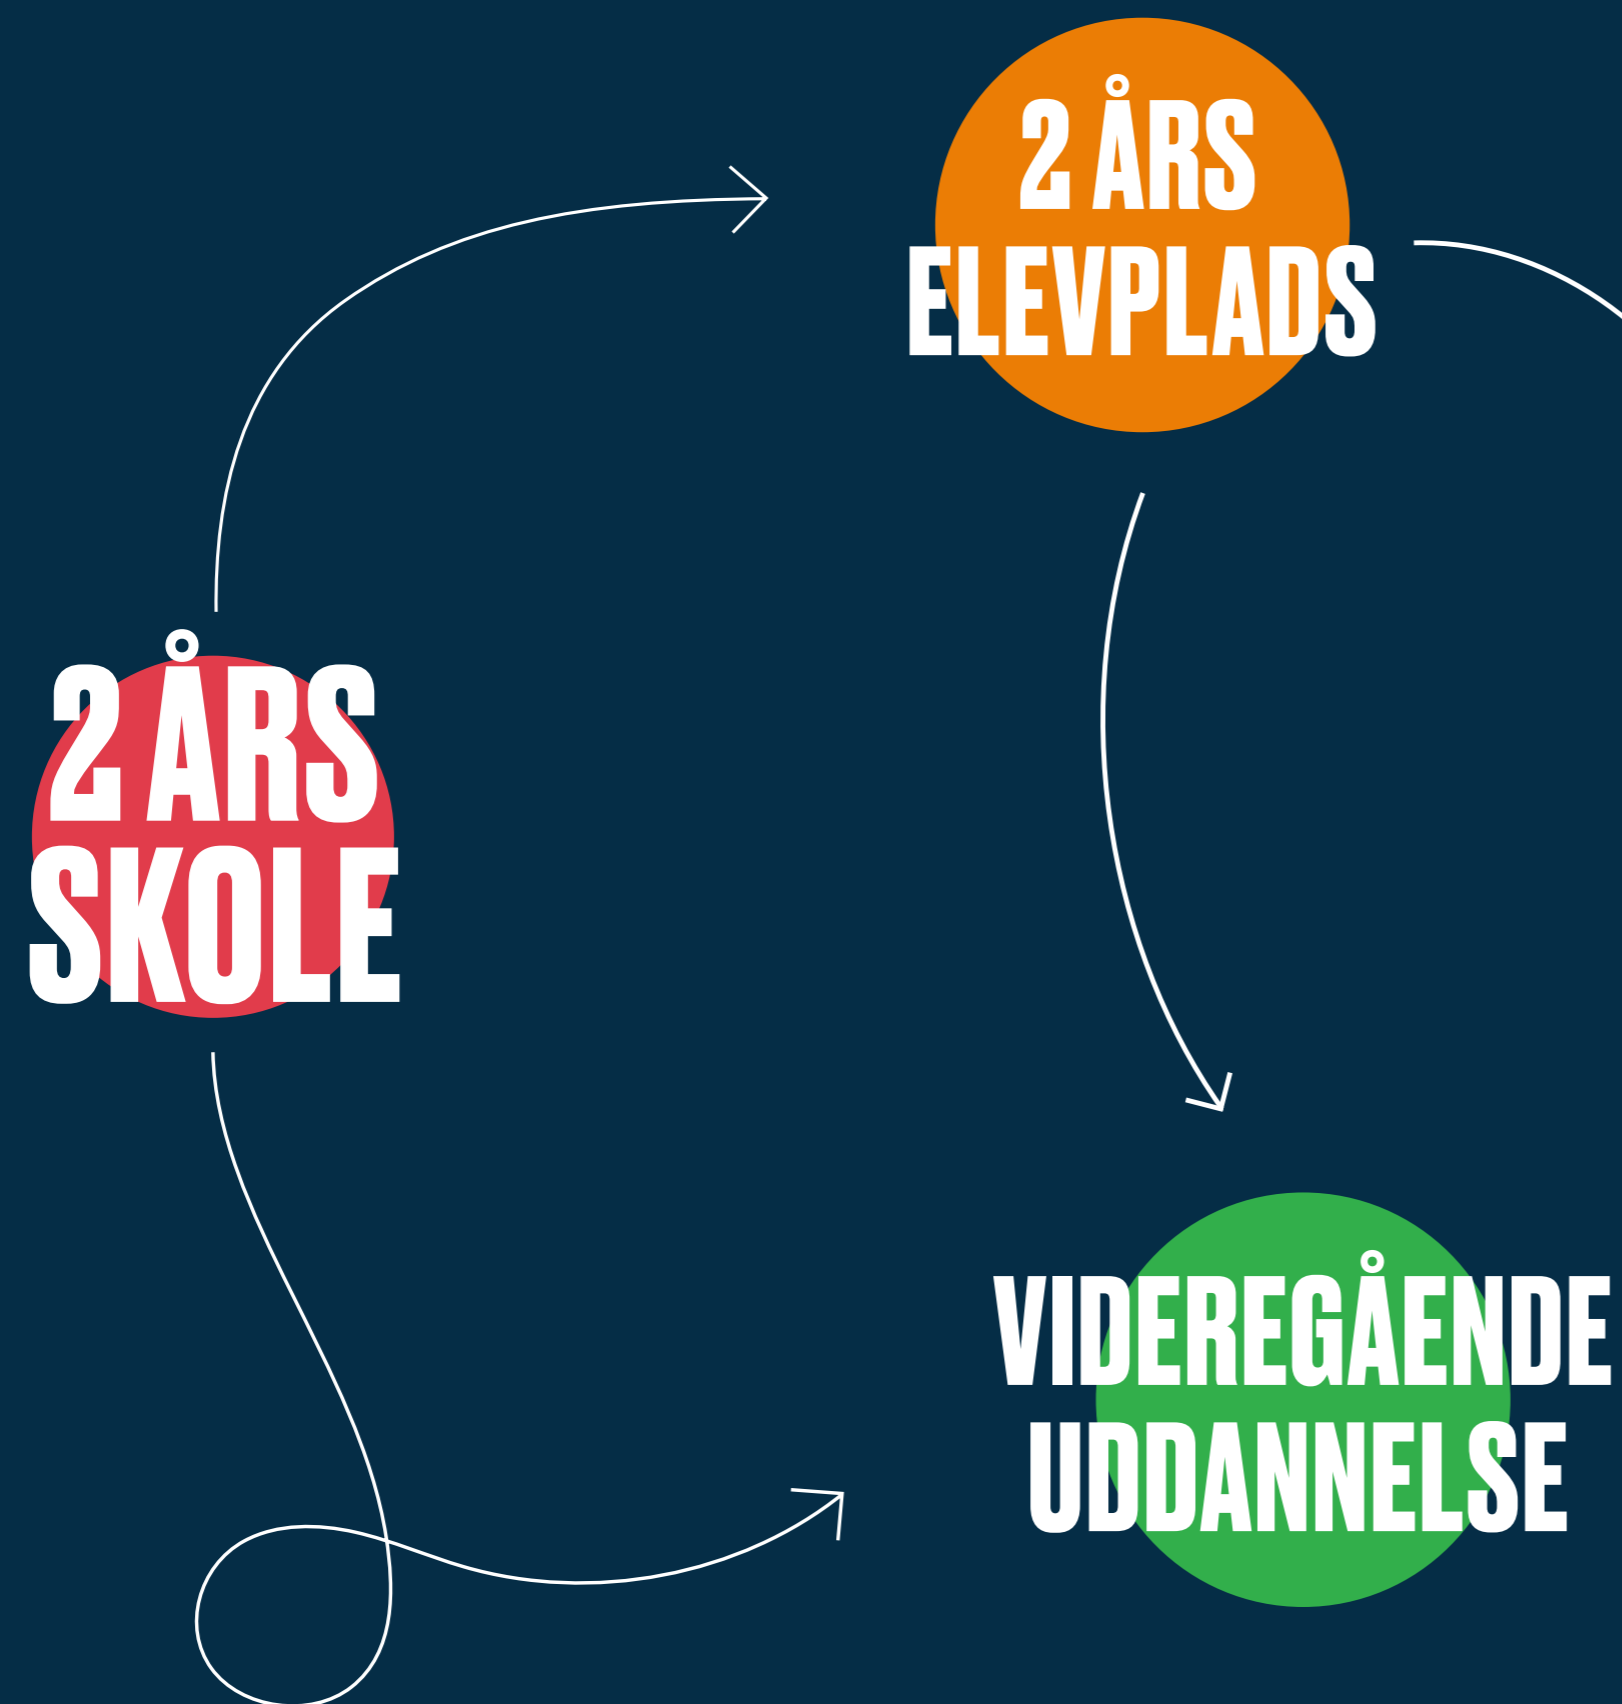 2 ÅRS
ELEVPLADS
2 ÅRS
SKOLE
VIDEREGÅENDE
UDDANNELSE